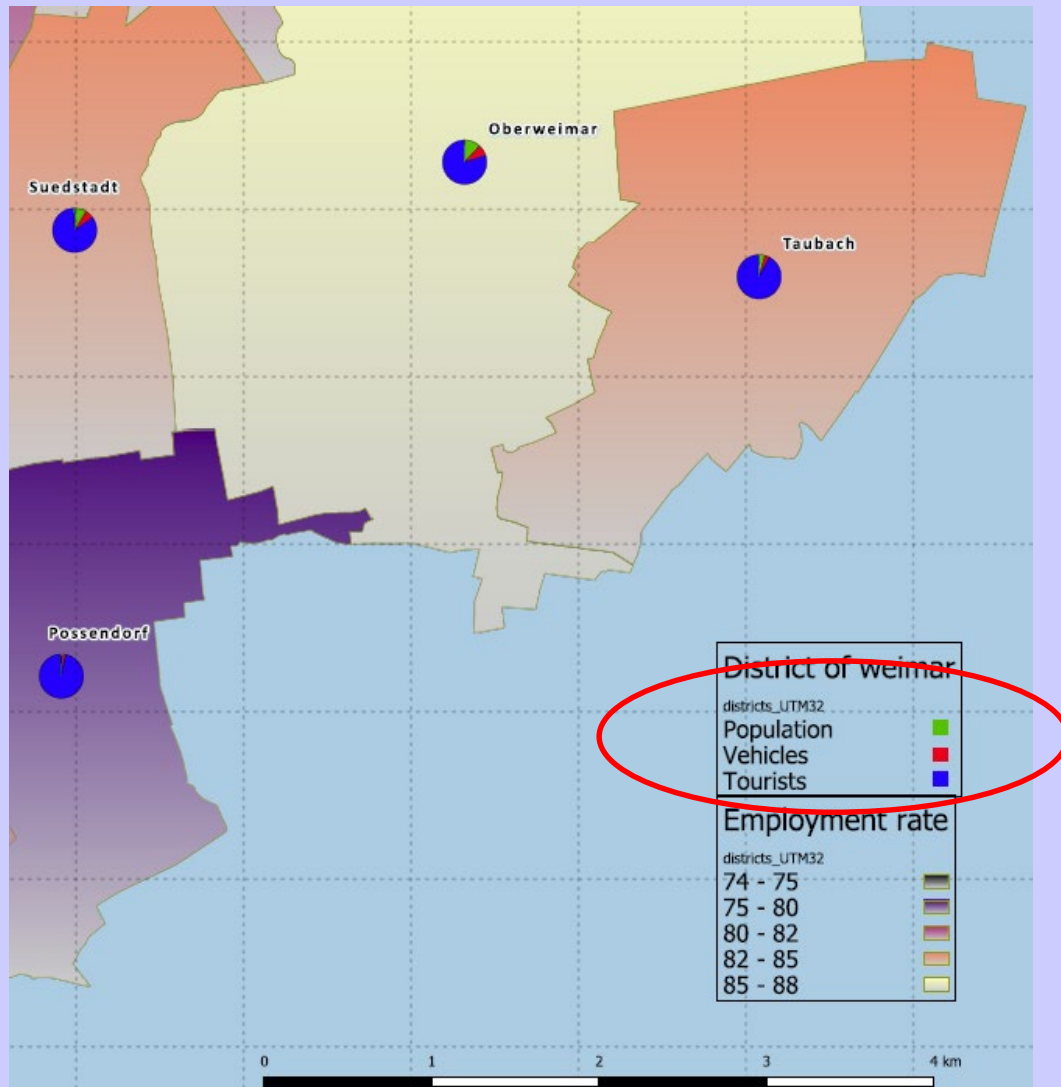 Oberweimar
Suedstadt
Taubach
Possendorf
District of weimar
districts_UTM32
Population
Vehicles
Tourists
Employment rate
districts_UTM32
74 - 75
75 - 80
80 - 82
82 - 85
85 - 88
0 1 2 3 4 km